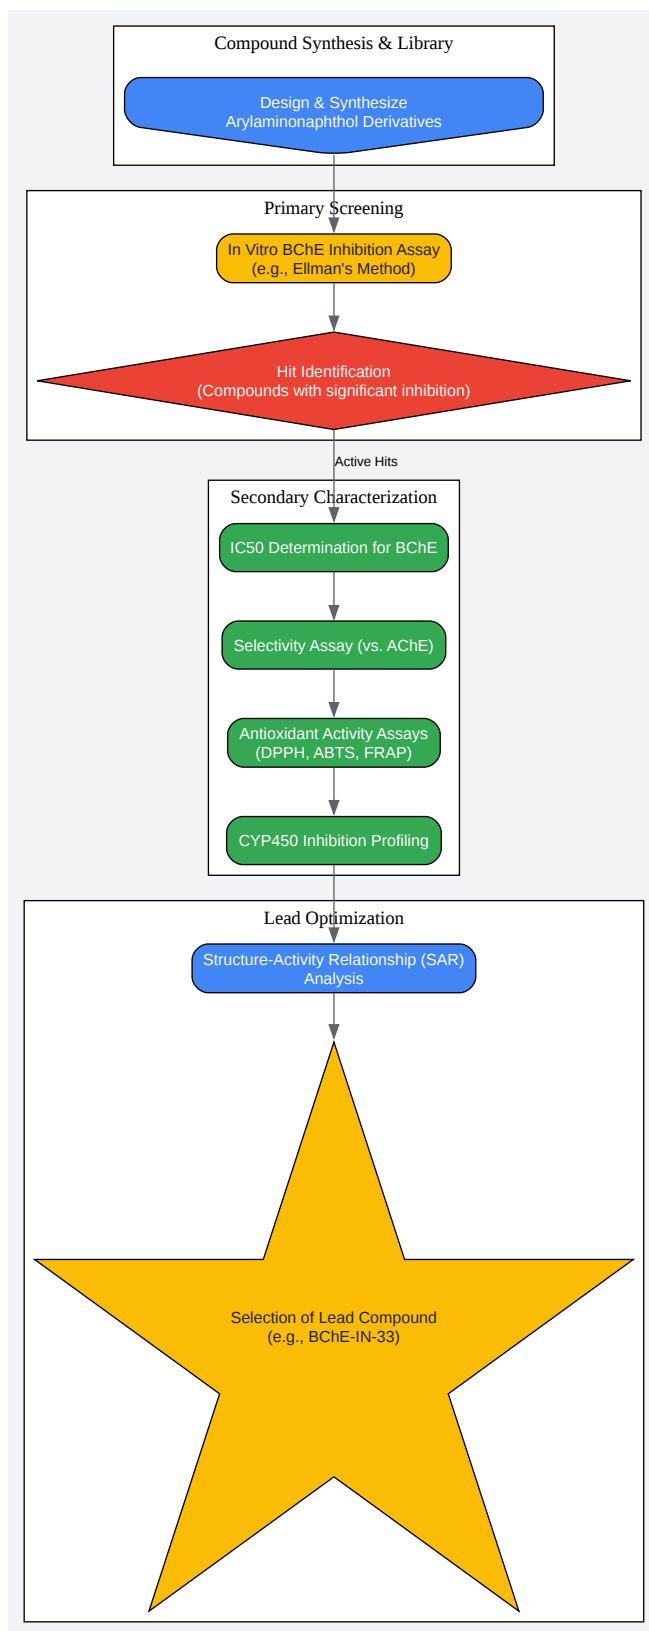 Compound Synthesis & Library
Design & Synthesize
Arylaminonaphthol Derivatives
Primary Screening
In Vitro BChE Inhibition Assay
(e.g., Ellman's Method)
Hit Identification
(Compounds with significant inhibition)
Active Hits
Secondary Characterization
IC50 Determination for BChE
Selectivity Assay (vs. AChE)
Antioxidant Activity Assays
(DPPH, ABTS, FRAP)
CYP450 Inhibition Profiling
Lead Optimization
Structure-Activity Relationship (SAR)
Analysis
Selection of Lead Compound
(e.g., BChE-IN-33)